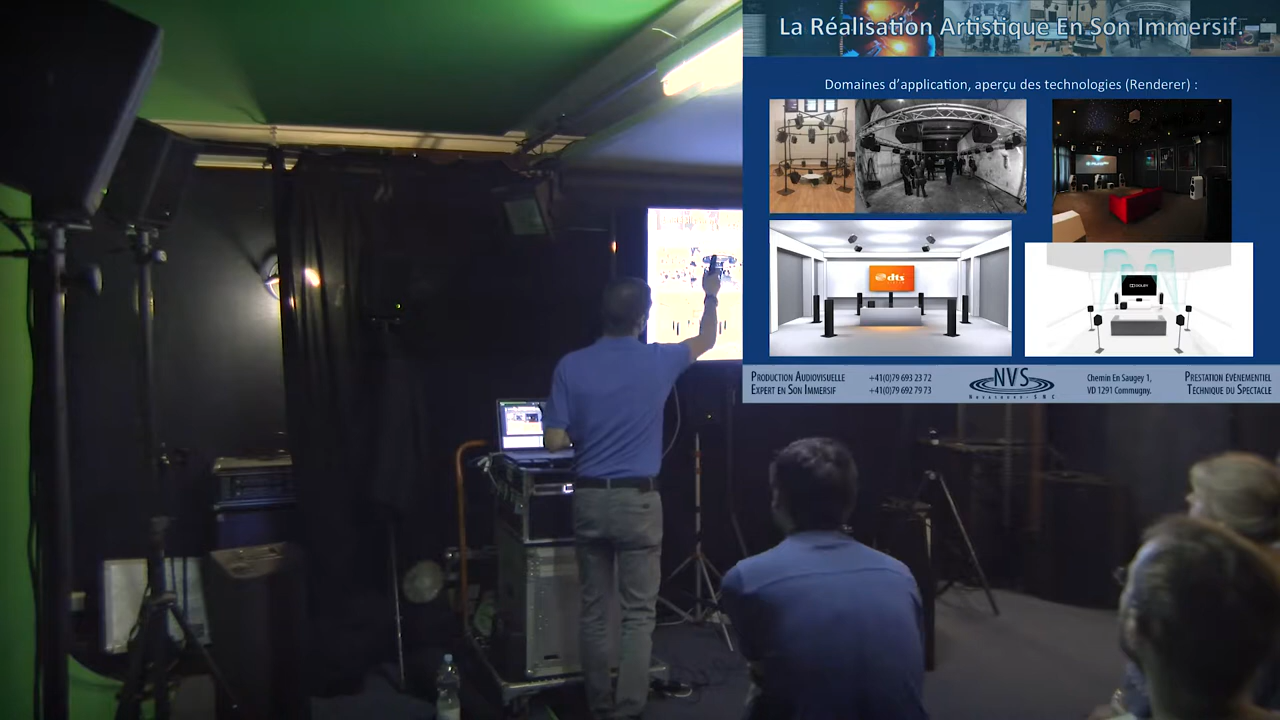 La Réalisation Artistique En Son Immersif.
Domaines d’application, aperçu des technologies (Renderer) :
dts
DOLBY
PRODUCTION AUDIOVISUELLE
EXPERT EN SON IMMERSIF
+41(0)79 693 23 72
+41(0)79 692 79 73
NVS
Chemin En Saugey 1,
VD 1291 Commugny.
PRESTATION ÉVÉNEMENTIEL
TECHNIQUE DU SPECTACLE